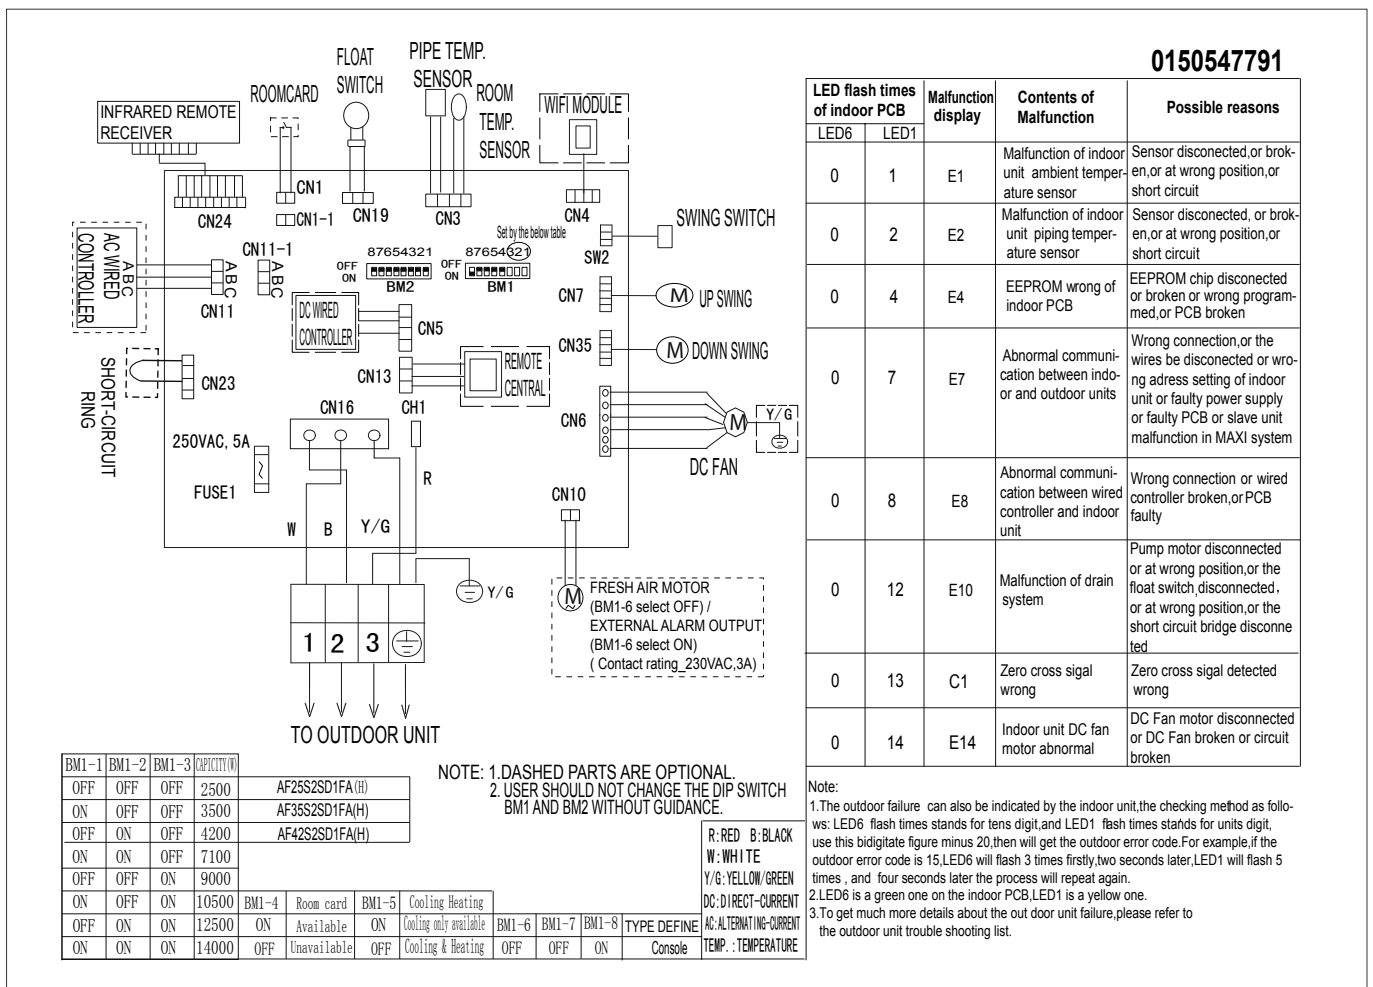 0150547791
FLOAT
SWITCH
PIPE TEMP.
SENSOR
ROOMCARD
ROOM
TEMP.
SENSOR
WIFI MODULE
INFRARED REMOTE
RECEIVER
CN24
CN1
CN1-1
CN19
CN3
CN4
SWING SWITCH
SW2
Set by the below table
87654321
87654321
OFF
ON
BM2
OFF
ON
BM1
AC WIRED
CONTROLLER
A B C
A B C
CN11
CN11-1
A B C
DC WIRED
CONTROLLER
CN5
CN7
M
UP SWING
CN35
M
DOWN SWING
SHORT-CIRCUIT
RING
CN23
CN13
REMOTE
CENTRAL
CN16
CH1
CN6
M
Y/G
DC FAN
250VAC, 5A
FUSE1
R
W
B
Y/G
CN10
Y/G
M
FRESH AIR MOTOR
(BM1-6 select OFF) /
EXTERNAL ALARM OUTPUT
(BM1-6 select ON)
( Contact rating_230VAC,3A)
1 2 3
TO OUTDOOR UNIT
LED flash times
of indoor PCB
Malfunction
display
Contents of
Malfunction
Possible reasons
LED6 LED1
0 1 E1
Malfunction of indoor
unit ambient temper-
ature sensor
Sensor disconected,or brok-
en,or at wrong position,or
short circuit
0 2 E2
Malfunction of indoor
unit piping temper-
ature sensor
Sensor disconected, or brok-
en,or at wrong position,or
short circuit
0 4 E4
EEPROM wrong of
indoor PCB
EEPROM chip disconected
or broken or wrong program-
med,or PCB broken
0 7 E7
Abnormal communi-
cation between indo-
or and outdoor units
Wrong connection,or the
wires be disconected or wro-
ng adress setting of indoor
unit or faulty power supply
or faulty PCB or slave unit
malfunction in MAXI system
0 8 E8
Abnormal communi-
cation between wired
controller and indoor
unit
Wrong connection or wired
controller broken,or PCB
faulty
0 12 E10
Malfunction of drain
system
Pump motor disconnected
or at wrong position,or the
float switch,disconnected,
or at wrong position,or the
short circuit bridge disconne
ted
0 13 C1
Zero cross sigal
wrong
Zero cross sigal detected
wrong
0 14 E14
Indoor unit DC fan
motor abnormal
DC Fan motor disconnected
or DC Fan broken or circuit
broken
Note:
1.The outdoor failure can also be indicated by the indoor unit,the checking method as follo-
ws: LED6 flash times stands for tens digit,and LED1 flash times stands for units digit,
use this bidigitate figure minus 20,then will get the outdoor error code.For example,if the
outdoor error code is 15,LED6 will flash 3 times firstly,two seconds later,LED1 will flash 5
times , and four seconds later the process will repeat again.
2.LED6 is a green one on the indoor PCB,LED1 is a yellow one.
3.To get much more details about the out door unit failure,please refer to
the outdoor unit trouble shooting list.
NOTE: 1.DASHED PARTS ARE OPTIONAL.
2. USER SHOULD NOT CHANGE THE DIP SWITCH
BM1 AND BM2 WITHOUT GUIDANCE.
BM1-1 BM1-2 BM1-3 CAPICITY(W)
OFF OFF OFF 2500 AF25S2SD1FA(H)
ON OFF OFF 3500 AF35S2SD1FA(H)
OFF ON OFF 4200 AF42S2SD1FA(H)
ON ON OFF 7100
OFF OFF ON 9000
ON OFF ON 10500 BM1-4 Room card BM1-5 Cooling Heating
OFF ON ON 12500 ON Available ON Cooling only available BM1-6 BM1-7 BM1-8 TYPE DEFINE
ON ON ON 14000 OFF Unavailable OFF Cooling & Heating OFF OFF ON Console
R:RED B:BLACK
W:WHITE
Y/G:YELLOW/GREEN
DC:DIRECT-CURRENT
AC:ALTERNATING-CURRENT
TEMP.:TEMPERATURE